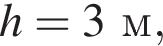 h = 3 м,